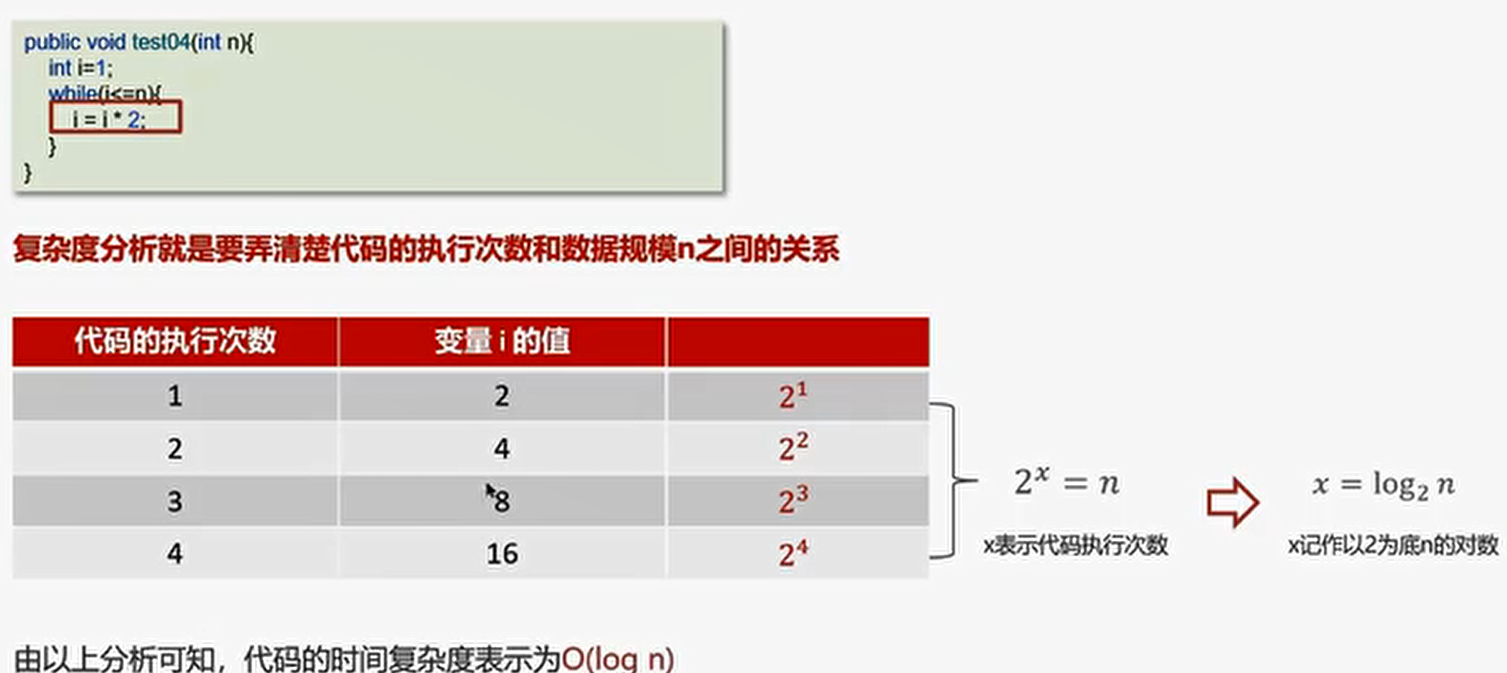 public void test04(int n){
int i=1;
while(i<=n){
i = i * 2;
}
}
复杂度分析就是要弄清楚代码的执行次数和数据规模n之间的关系
代码的执行次数 变量 i 的值
1 2 2¹
2 4 2²
3 8 2³
4 16 2⁴
2ˣ = n
x表示代码执行次数
x = log₂ n
x记作以2为底n的对数
由以上分析可知，代码的时间复杂度表示为O(log n)